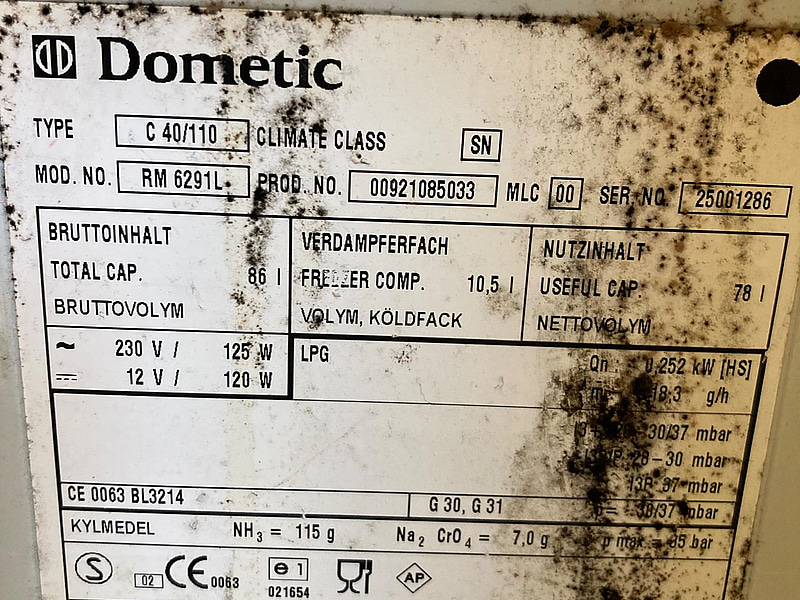 Dometic
TYPE C 40/110 CLIMATE CLASS SN
MOD. NO. RM 6291L PROD. NO. 00921085033 MLC 00 SER. NO. 25001286
BRUTTOINHALT VERDAMPFERFACH NUTZINHALT
TOTAL CAP. 86 l FREEZER COMP. 10,5 l USEFUL CAP. 78 l
BRUTTOVOLYM VOLYM, KÖLDFACK NETTOVOLYM
~ 230 V / 125 W LPG Qn : 0,252 kW [HS]
⎓ 12 V / 120 W 18,3 g/h
30/37 mbar
28–30 mbar
I3P 37 mbar
CE 0063 BL3214 G 30, G 31 mbar
KYLMEDEL NH₃ = 115 g Na₂ CrO₄ = 7,0 g p max = 35 bar
S 02 CE 0063 e 1 AP
021654